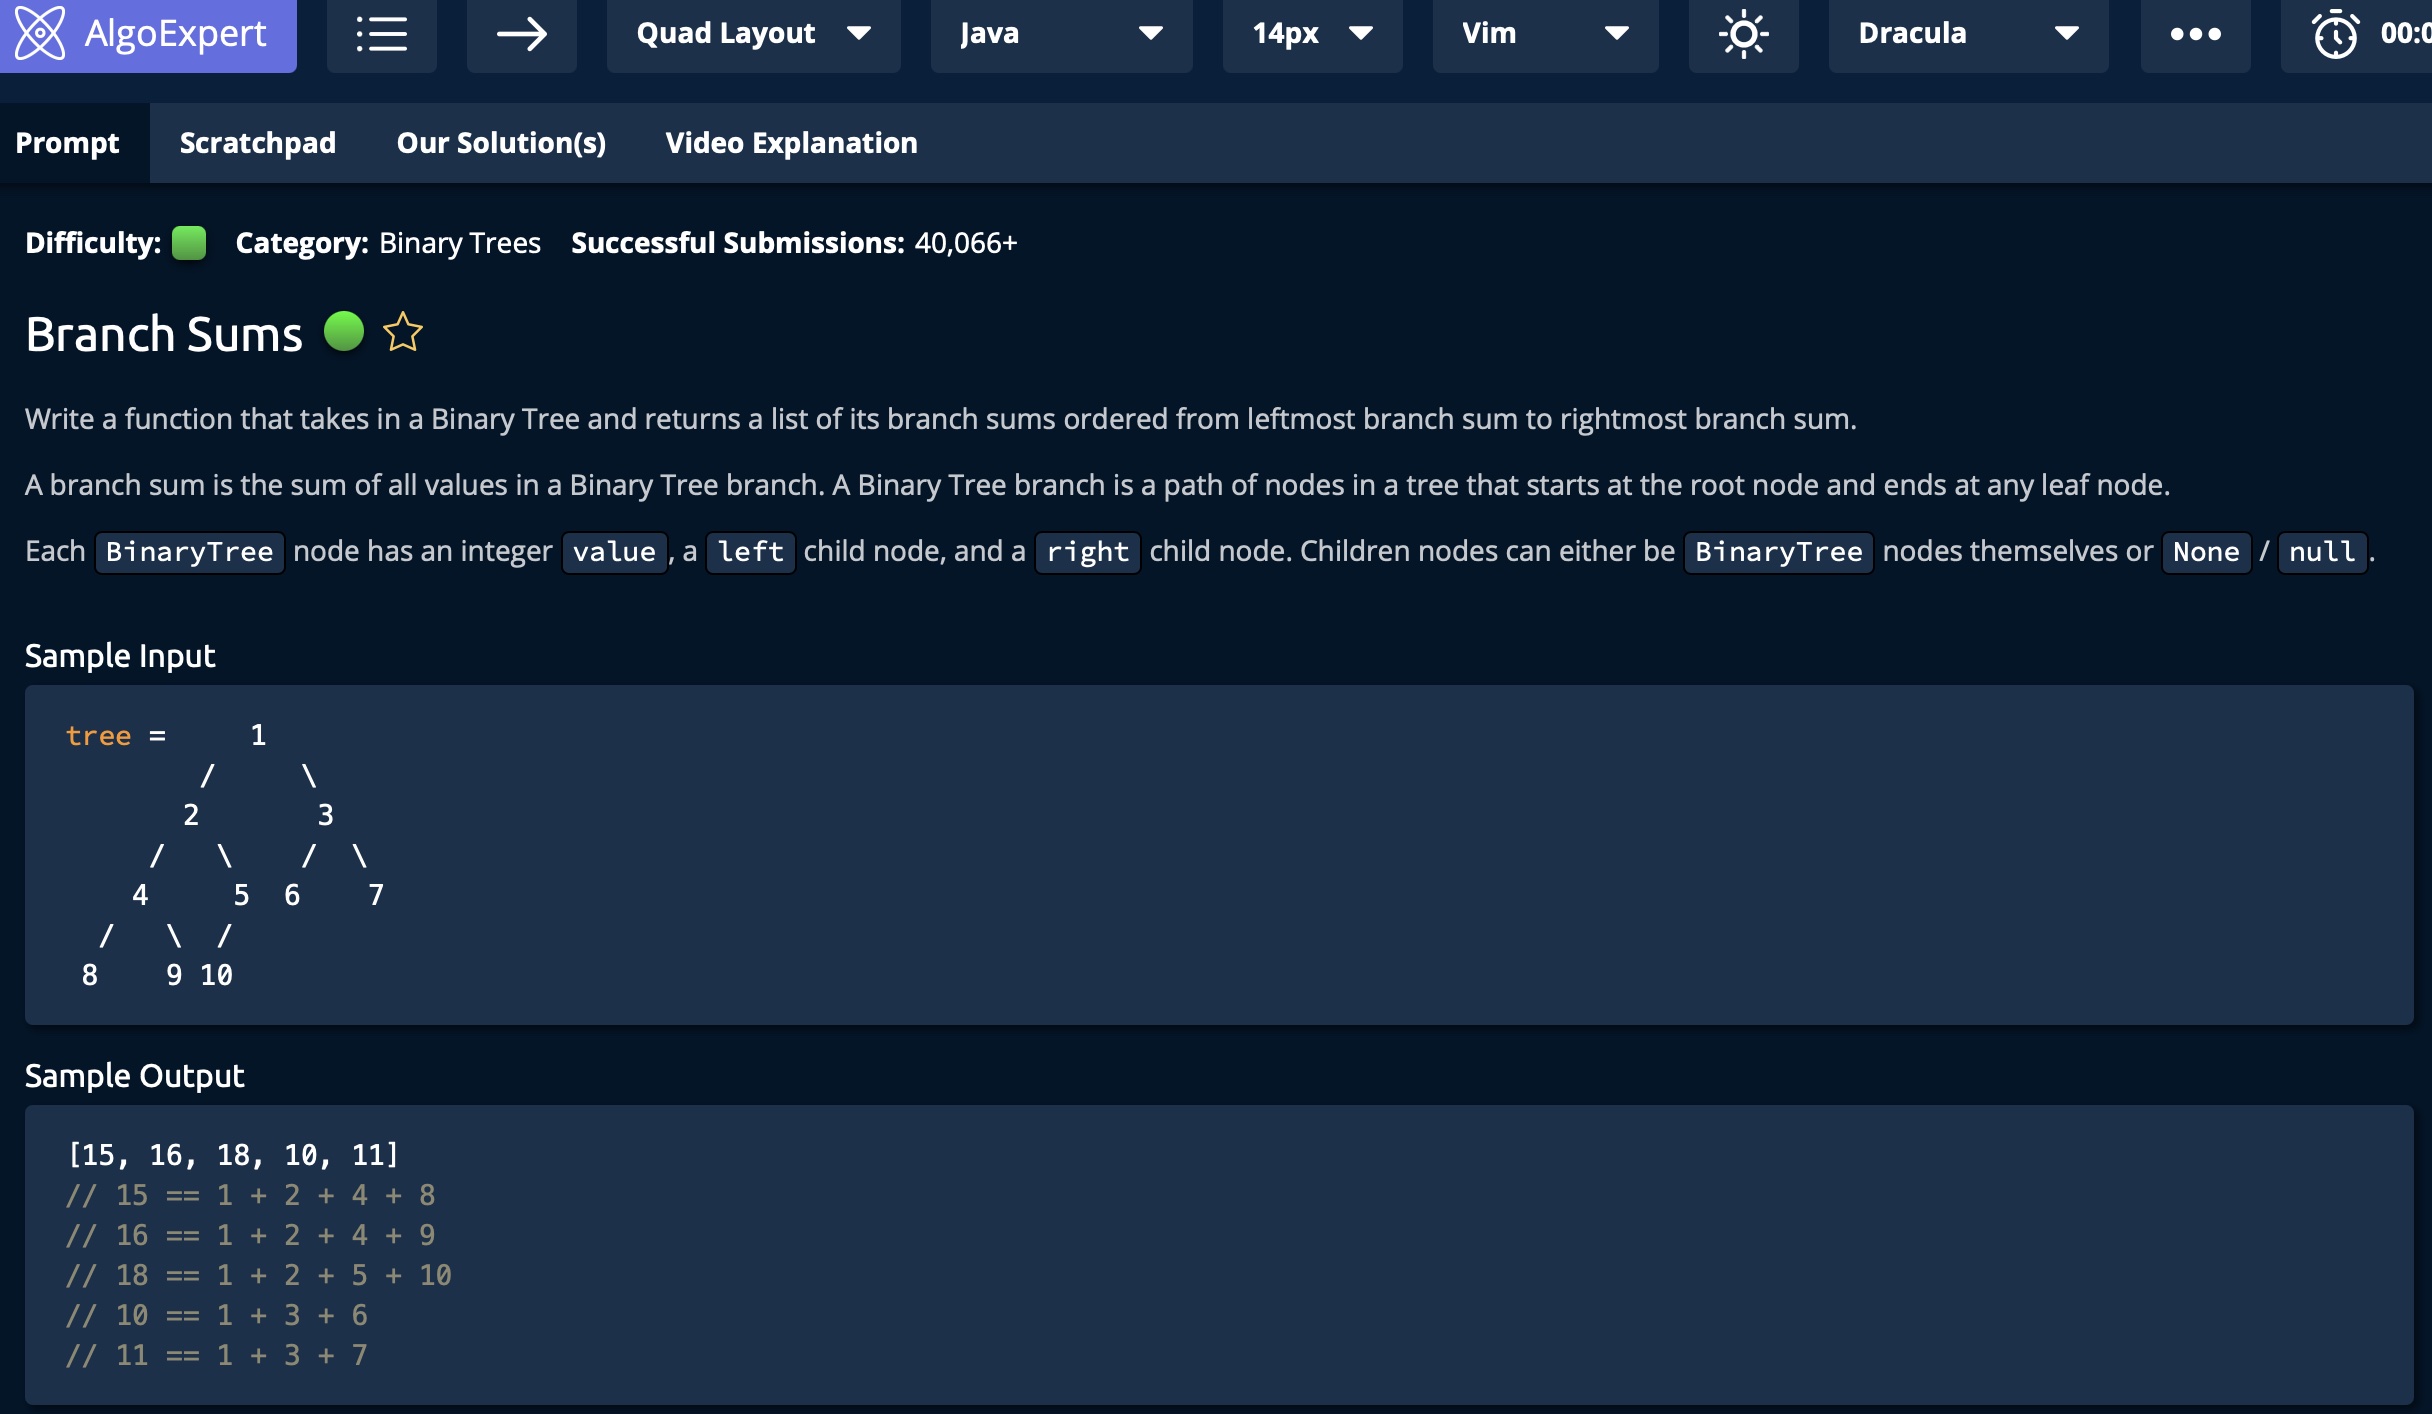 AlgoExpert Quad Layout Java 14px Vim Dracula
Prompt Scratchpad Our Solution(s) Video Explanation
Difficulty: Category: Binary Trees Successful Submissions: 40,066+
Branch Sums
Write a function that takes in a Binary Tree and returns a list of its branch sums ordered from leftmost branch sum to rightmost branch sum.
A branch sum is the sum of all values in a Binary Tree branch. A Binary Tree branch is a path of nodes in a tree that starts at the root node and ends at any leaf node.
Each BinaryTree node has an integer value, a left child node, and a right child node. Children nodes can either be BinaryTree nodes themselves or None / null.
Sample Input
tree =     1
        /     \
       2       3
     /   \    /  \
    4     5  6    7
  /   \  /
 8    9 10
Sample Output
[15, 16, 18, 10, 11]
// 15 == 1 + 2 + 4 + 8
// 16 == 1 + 2 + 4 + 9
// 18 == 1 + 2 + 5 + 10
// 10 == 1 + 3 + 6
// 11 == 1 + 3 + 7